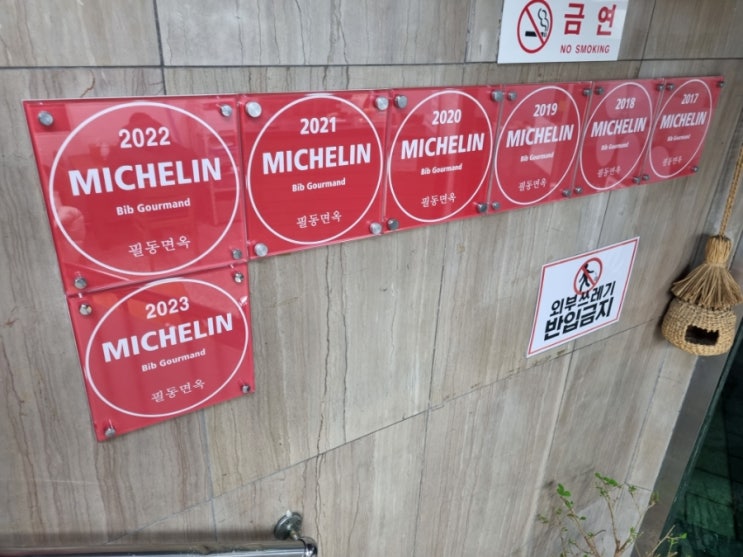 금연
NO SMOKING
2022
MICHELIN
Bib Gourmand
필동면옥
2021
MICHELIN
Bib Gourmand
필동면옥
2020
MICHELIN
Bib Gourmand
필동면옥
2019
MICHELIN
Bib Gourmand
필동면옥
2018
MICHELIN
Bib Gourmand
필동면옥
2017
MICHELIN
Bib Gourmand
필동면옥
2023
MICHELIN
Bib Gourmand
필동면옥
외부쓰레기
반입금지